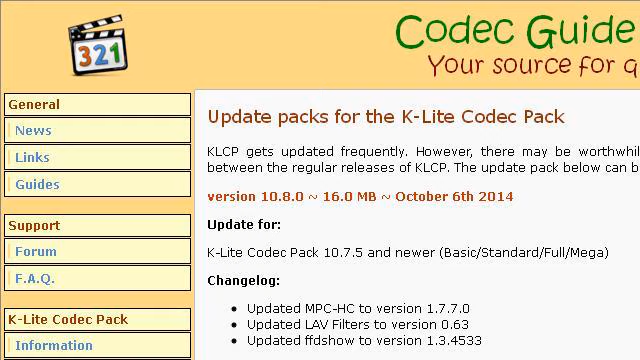 321
Codec Guide
Your source for q
General
News
Links
Guides
Support
Forum
F.A.Q.
K-Lite Codec Pack
Information
Update packs for the K-Lite Codec Pack
KLCP gets updated frequently. However, there may be worthwhil
between the regular releases of KLCP. The update pack below can b
version 10.8.0 ~ 16.0 MB ~ October 6th 2014
Update for:
K-Lite Codec Pack 10.7.5 and newer (Basic/Standard/Full/Mega)
Changelog:
• Updated MPC-HC to version 1.7.7.0
• Updated LAV Filters to version 0.63
• Updated ffdshow to version 1.3.4533